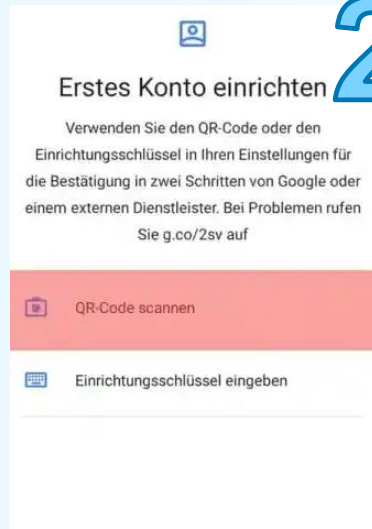 2
Erstes Konto einrichten
Verwenden Sie den QR-Code oder den
Einrichtungsschlüssel in Ihren Einstellungen für
die Bestätigung in zwei Schritten von Google oder
einem externen Dienstleister. Bei Problemen rufen
Sie g.co/2sv auf
QR-Code scannen
Einrichtungsschlüssel eingeben